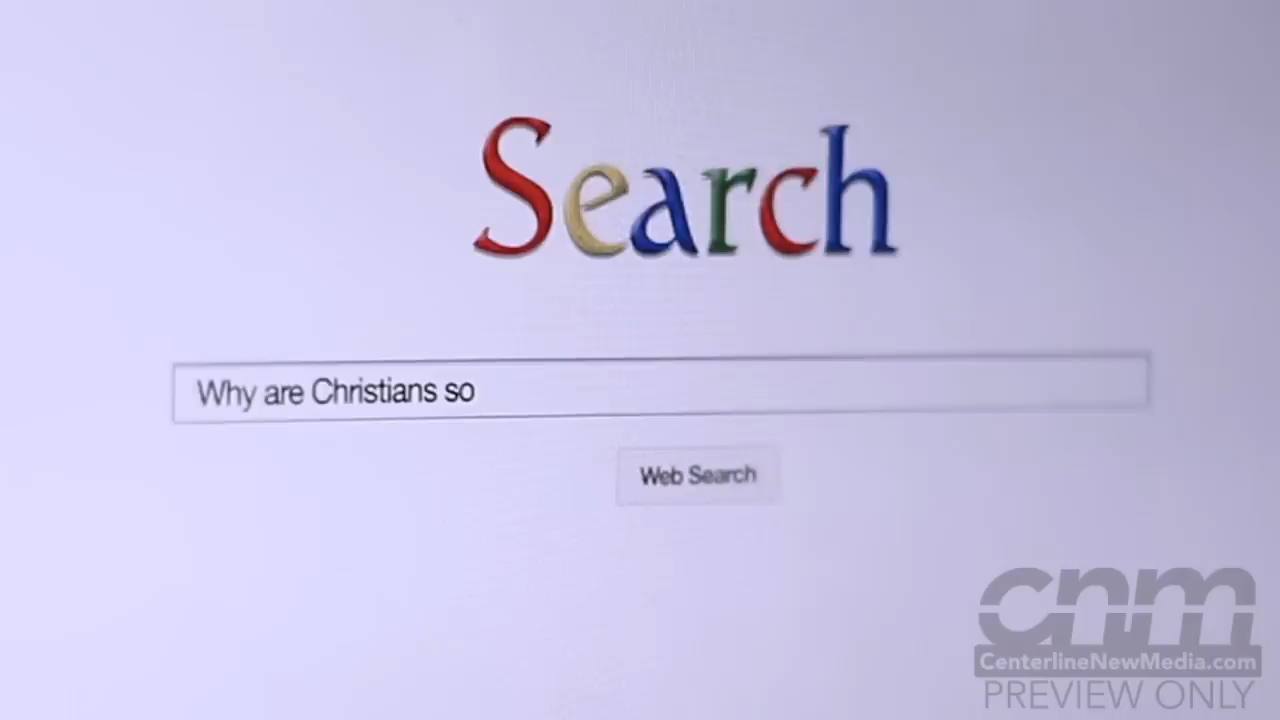 Search
Why are Christians so
Web Search
cnm
CenterlineNewMedia.com
PREVIEW ONLY